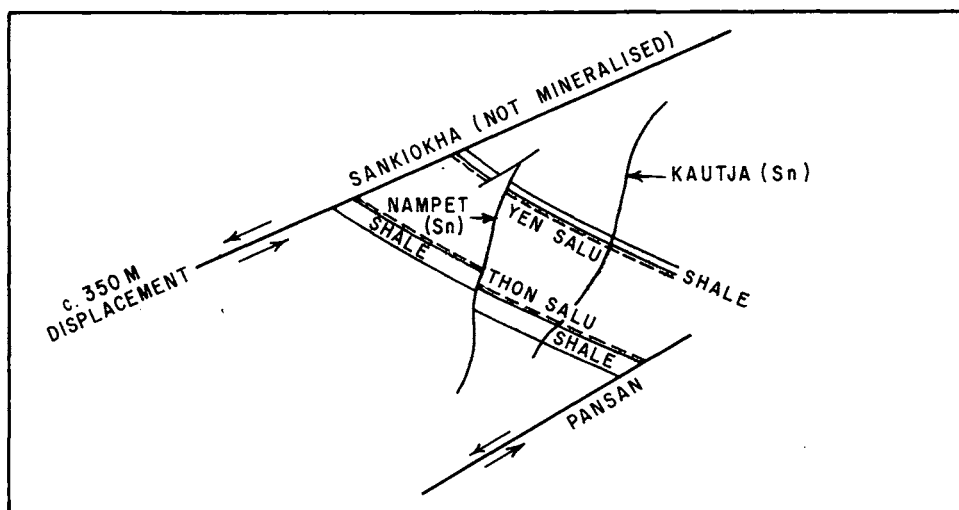 SANKIOKHA (NOT MINERALISED)
KAUTJA (Sn)
NAMPET
(Sn)
YEN SALU
SHALE
SHALE
THON SALU
SHALE
c. 350 M
DISPLACEMENT
PANSAN